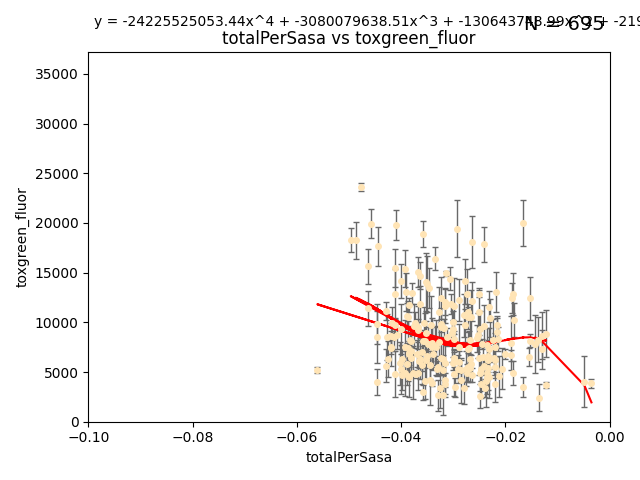 y = -24225525053.44x^4 + -3080079638.51x^3 + + -219
N = 695
totalPerSasa vs toxgreen_fluor
35000
30000
25000
20000
15000
10000
5000
0
toxgreen_fluor
−0.10 −0.08 −0.06 −0.04 −0.02 0.00
totalPerSasa